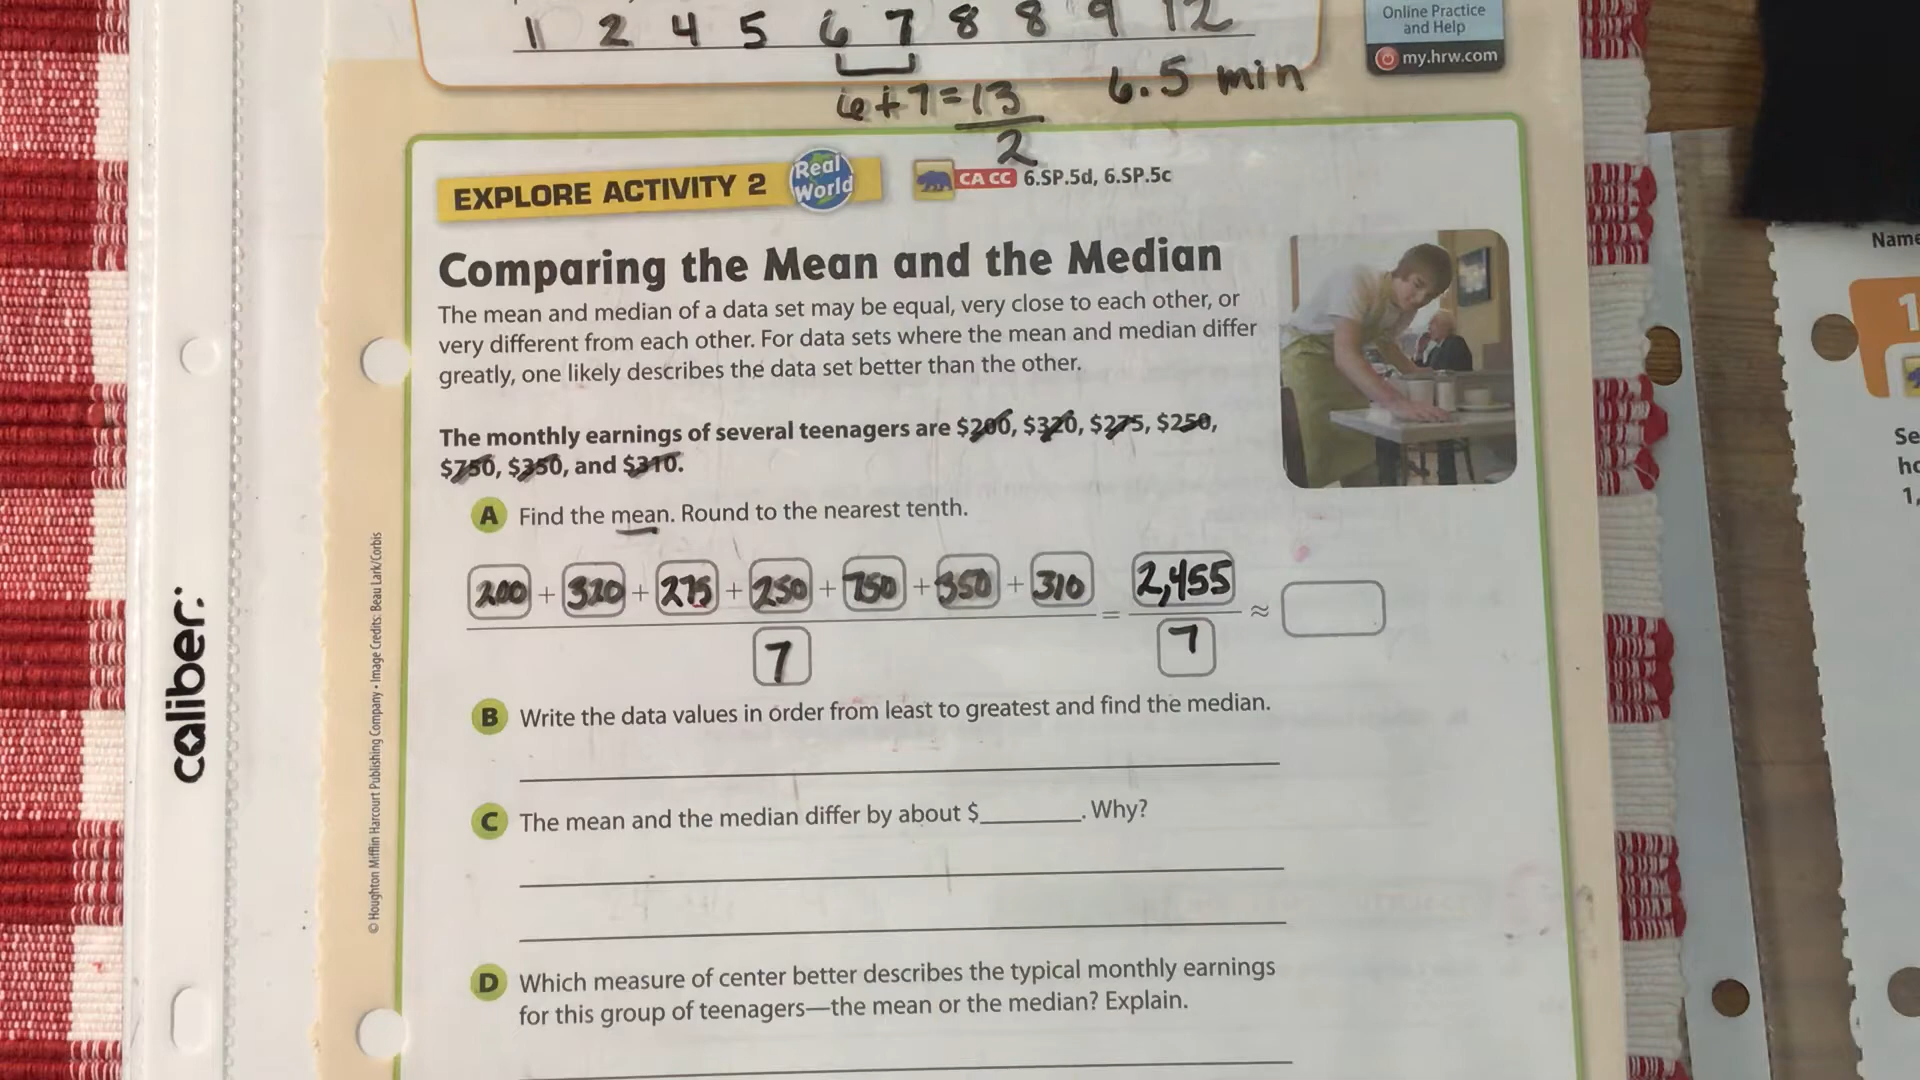 1 2 4 5 6 7 8 8 9 12
6+7=13
2
6.5 min
Online Practice
and Help
my.hrw.com
EXPLORE ACTIVITY 2
Real
World
CA CC 6.SP.5d, 6.SP.5c
Comparing the Mean and the Median
The mean and median of a data set may be equal, very close to each other, or
very different from each other. For data sets where the mean and median differ
greatly, one likely describes the data set better than the other.
The monthly earnings of several teenagers are $200, $320, $275, $250,
$750, $350, and $310.
A Find the mean. Round to the nearest tenth.
200 + 320 + 275 + 250 + 750 + 350 + 310 = 2,455 ≈
7 7
B Write the data values in order from least to greatest and find the median.
C The mean and the median differ by about $________. Why?
D Which measure of center better describes the typical monthly earnings
for this group of teenagers—the mean or the median? Explain.
© Houghton Mifflin Harcourt Publishing Company • Image Credits: Beau Lark/Corbis
caliber:
Name
1
Se
ho
1,